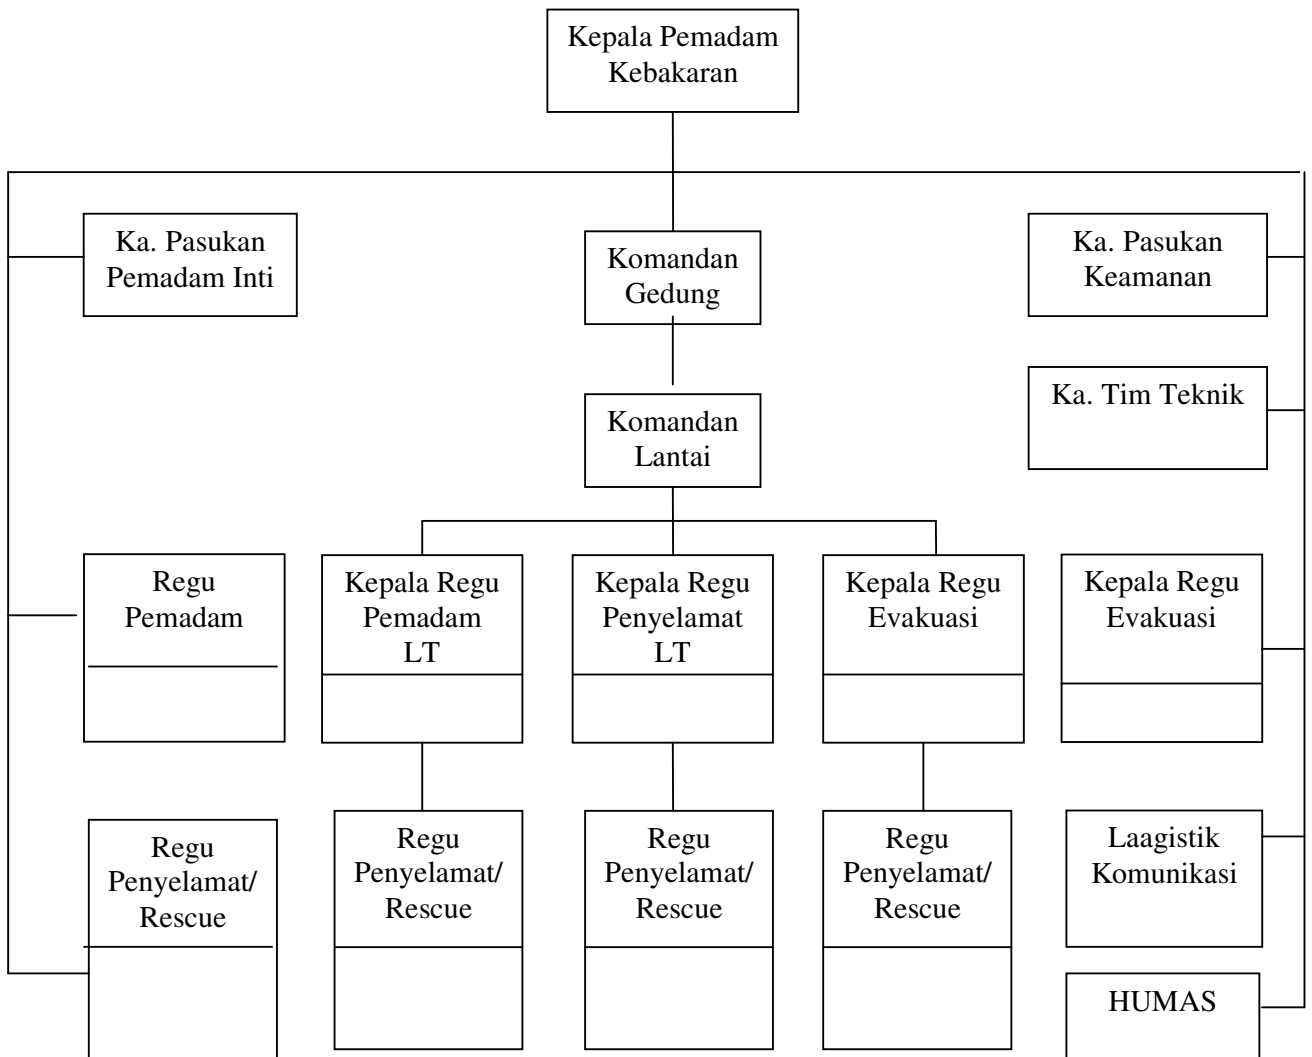 Kepala Pemadam
Kebakaran
Ka. Pasukan
Pemadam Inti
Komandan
Gedung
Ka. Pasukan
Keamanan
Ka. Tim Teknik
Komandan
Lantai
Regu
Pemadam
Kepala Regu
Pemadam
LT
Kepala Regu
Penyelamat
LT
Kepala Regu
Evakuasi
Kepala Regu
Evakuasi
Regu
Penyelamat/
Rescue
Regu
Penyelamat/
Rescue
Regu
Penyelamat/
Rescue
Regu
Penyelamat/
Rescue
Laagistik
Komunikasi
HUMAS